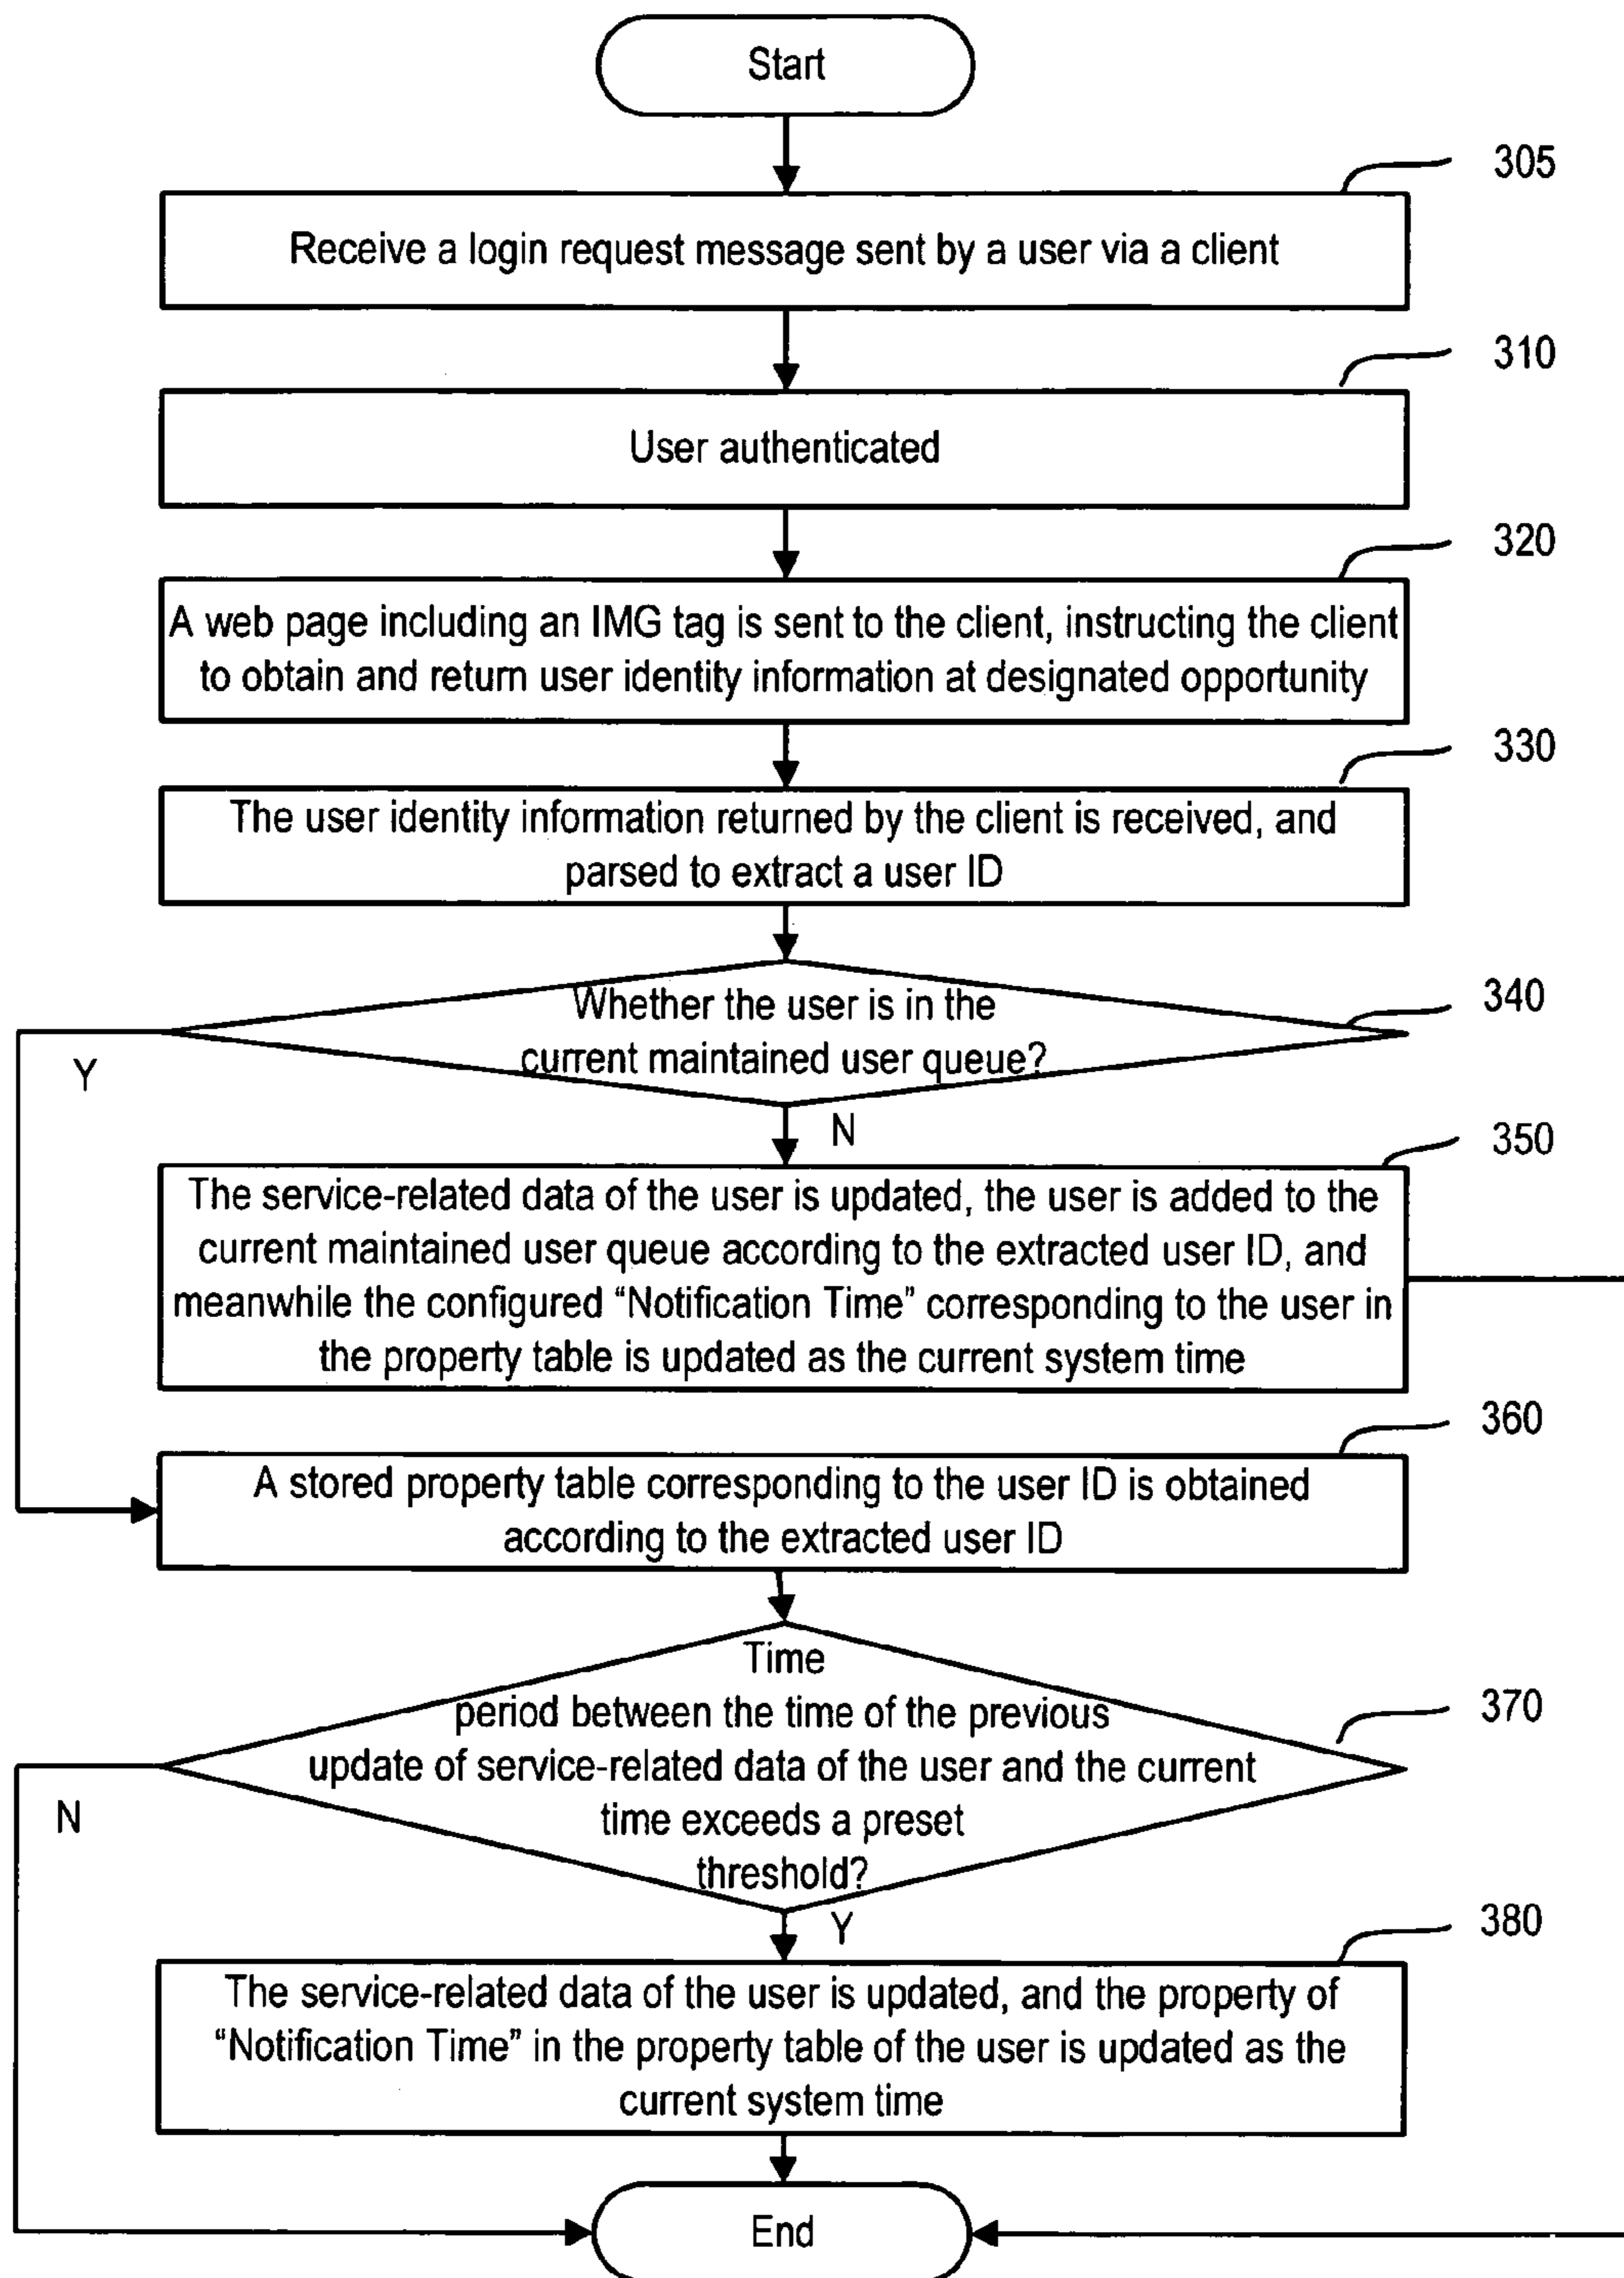 Start
305
Receive a login request message sent by a user via a client
310
User authenticated
320
A web page including an IMG tag is sent to the client, instructing the client
to obtain and return user identity information at designated opportunity
330
The user identity information returned by the client is received, and
parsed to extract a user ID
340
Whether the user is in the
current maintained user queue?
Y
N
350
The service-related data of the user is updated, the user is added to the
current maintained user queue according to the extracted user ID, and
meanwhile the configured “Notification Time” corresponding to the user in
the property table is updated as the current system time
360
A stored property table corresponding to the user ID is obtained
according to the extracted user ID
Time
period between the time of the previous
370
update of service-related data of the user and the current
time exceeds a preset
threshold?
N
Y
380
The service-related data of the user is updated, and the property of
“Notification Time” in the property table of the user is updated as the
current system time
End